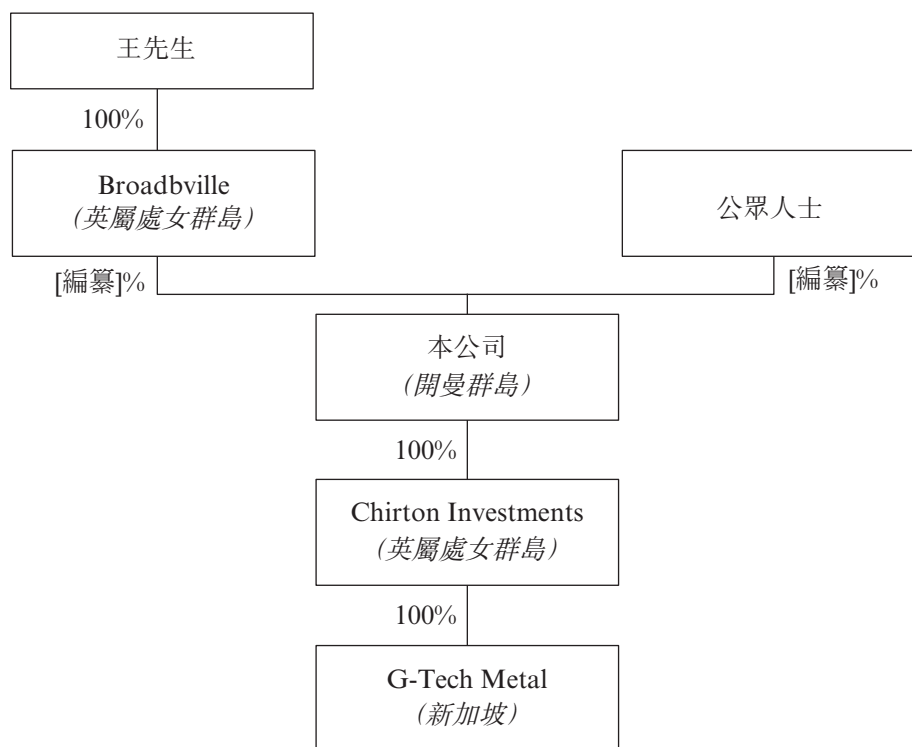 王先生
100%
Broadbville
(英屬處女群島)
公眾人士
[編纂]%
[編纂]%
本公司
(開曼群島)
100%
Chirton Investments
(英屬處女群島)
100%
G-Tech Metal
(新加坡)